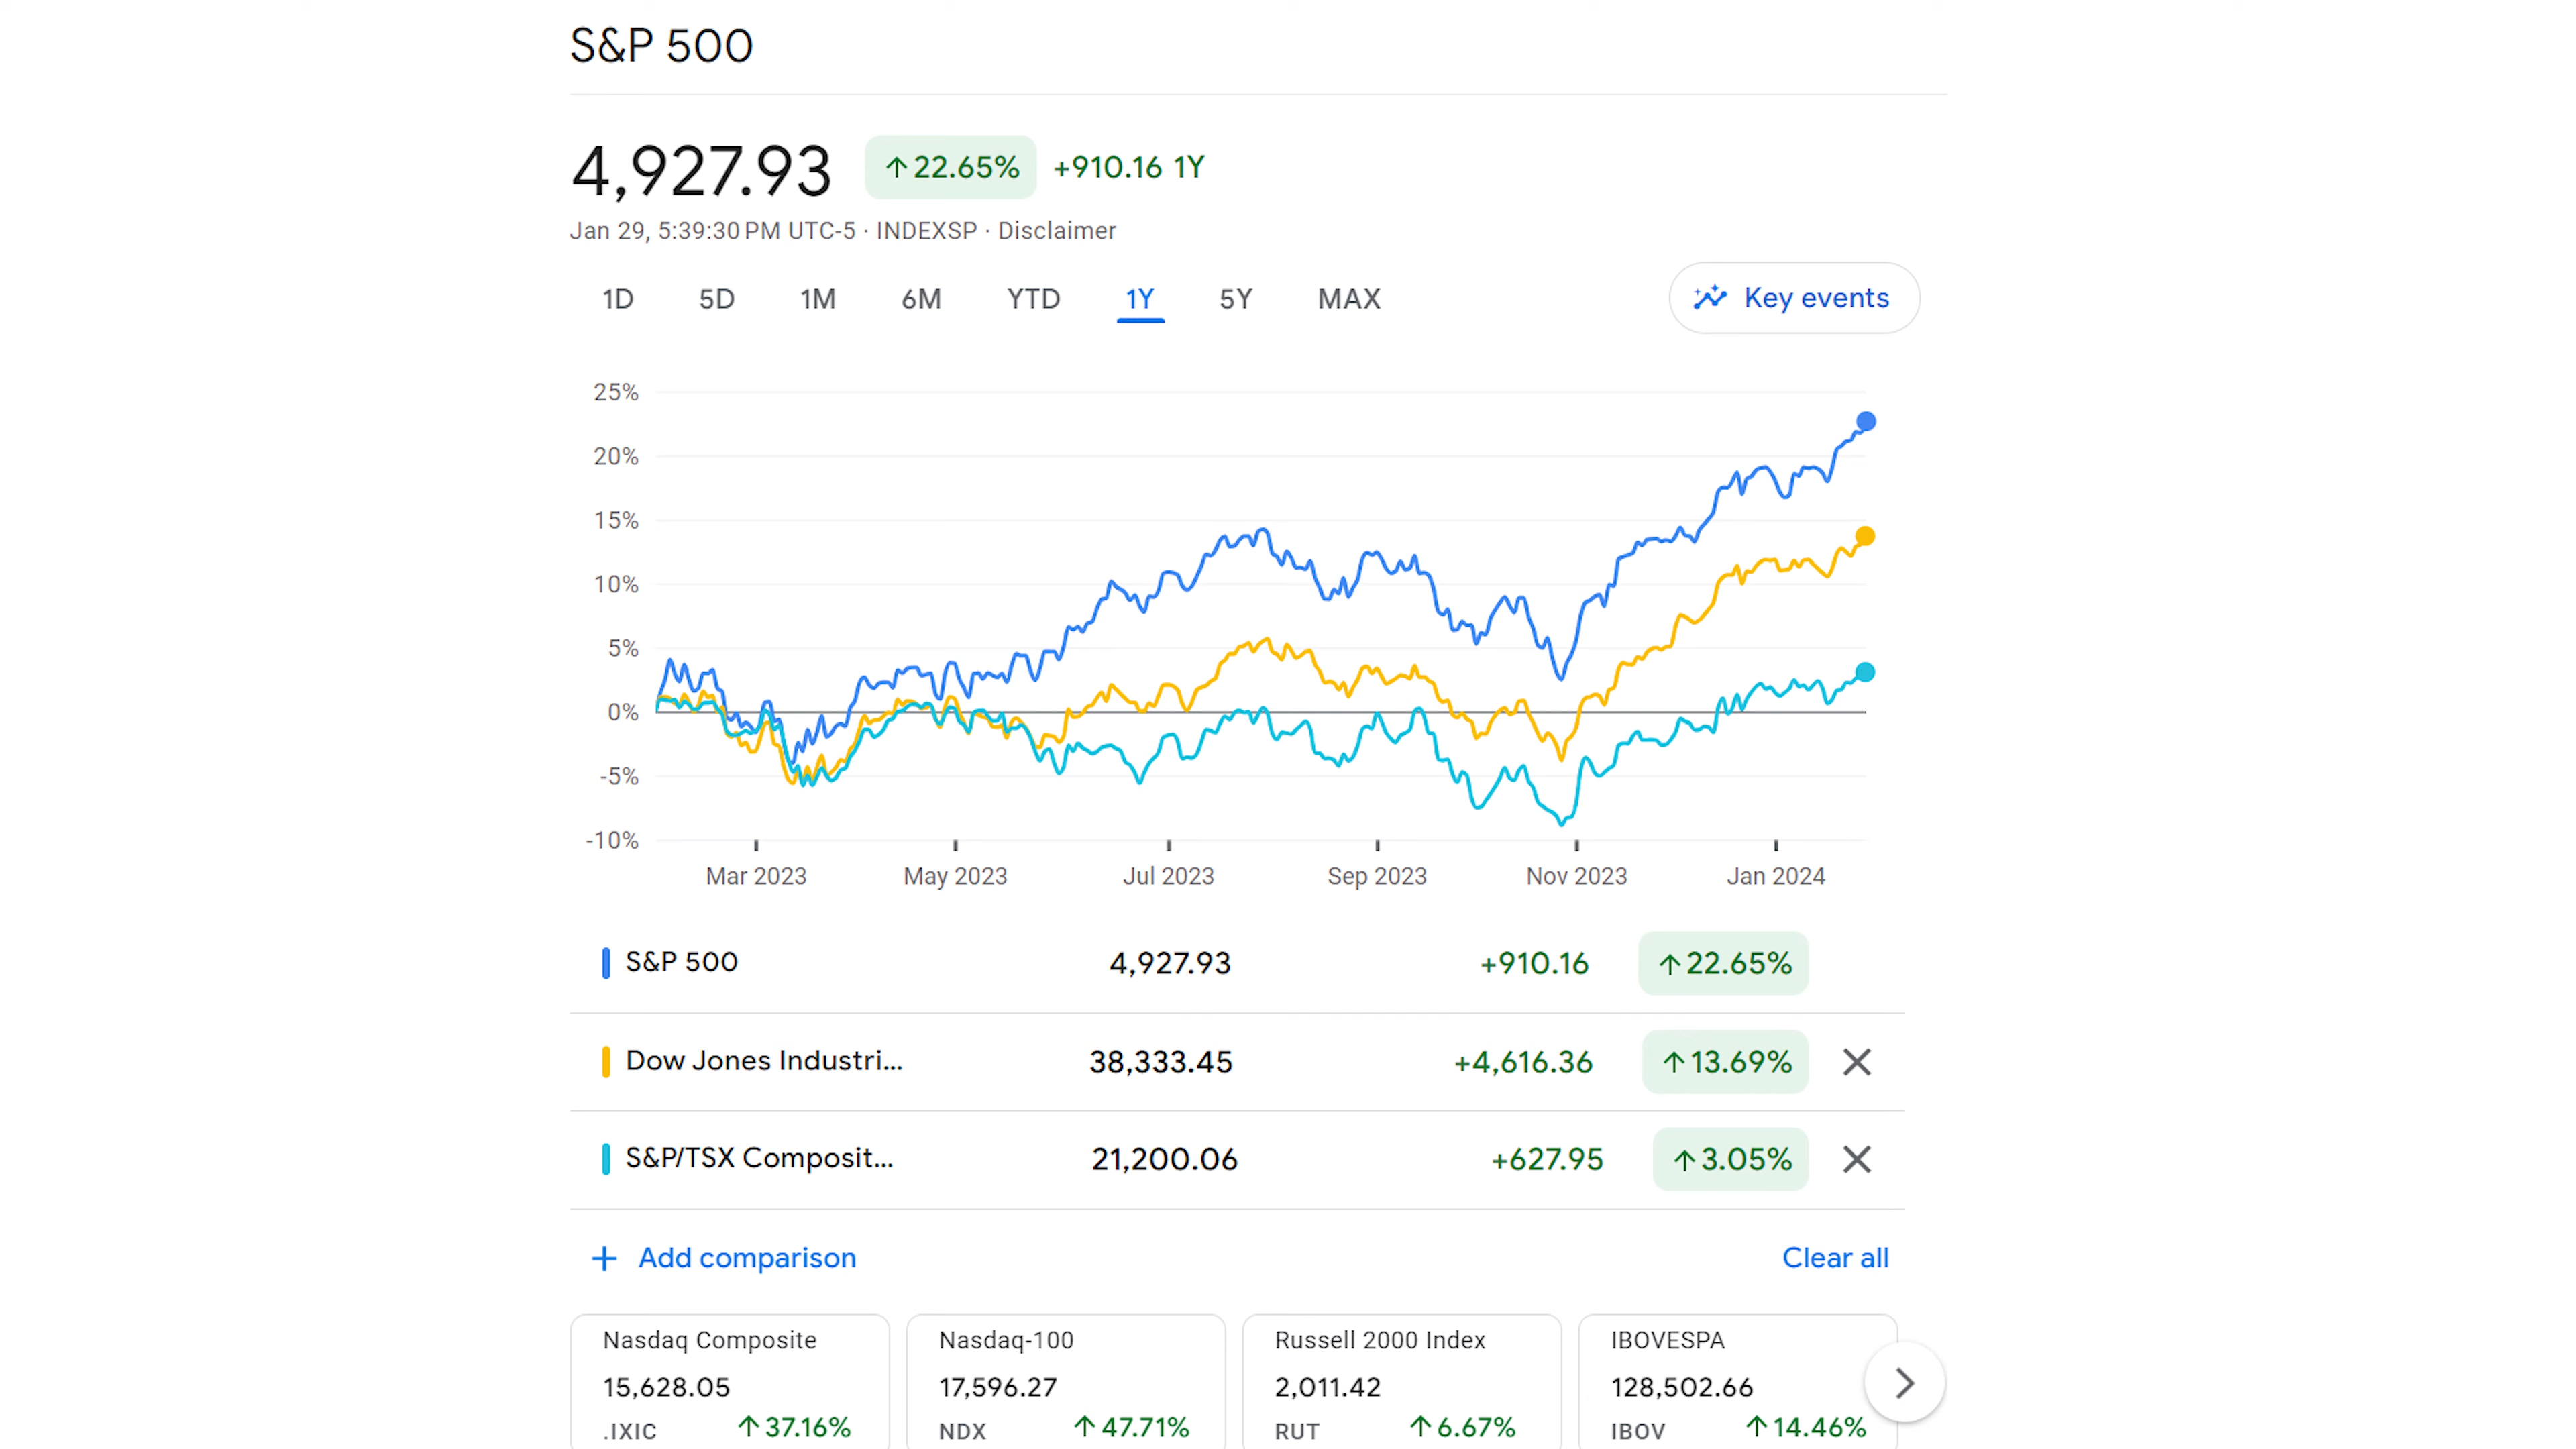 S&P 500
4,927.93 ↑22.65% +910.16 1Y
Jan 29, 5:39:30 PM UTC-5 · INDEXSP · Disclaimer
1D 5D 1M 6M YTD 1Y 5Y MAX Key events
25%
20%
15%
10%
5%
0%
-5%
-10%
Mar 2023 May 2023 Jul 2023 Sep 2023 Nov 2023 Jan 2024
S&P 500 4,927.93 +910.16 ↑22.65%
Dow Jones Industri... 38,333.45 +4,616.36 ↑13.69%
S&P/TSX Composit... 21,200.06 +627.95 ↑3.05%
+ Add comparison Clear all
Nasdaq Composite Nasdaq-100 Russell 2000 Index IBOVESPA
15,628.05 17,596.27 2,011.42 128,502.66
.IXIC ↑37.16% NDX ↑47.71% RUT ↑6.67% IBOV ↑14.46%